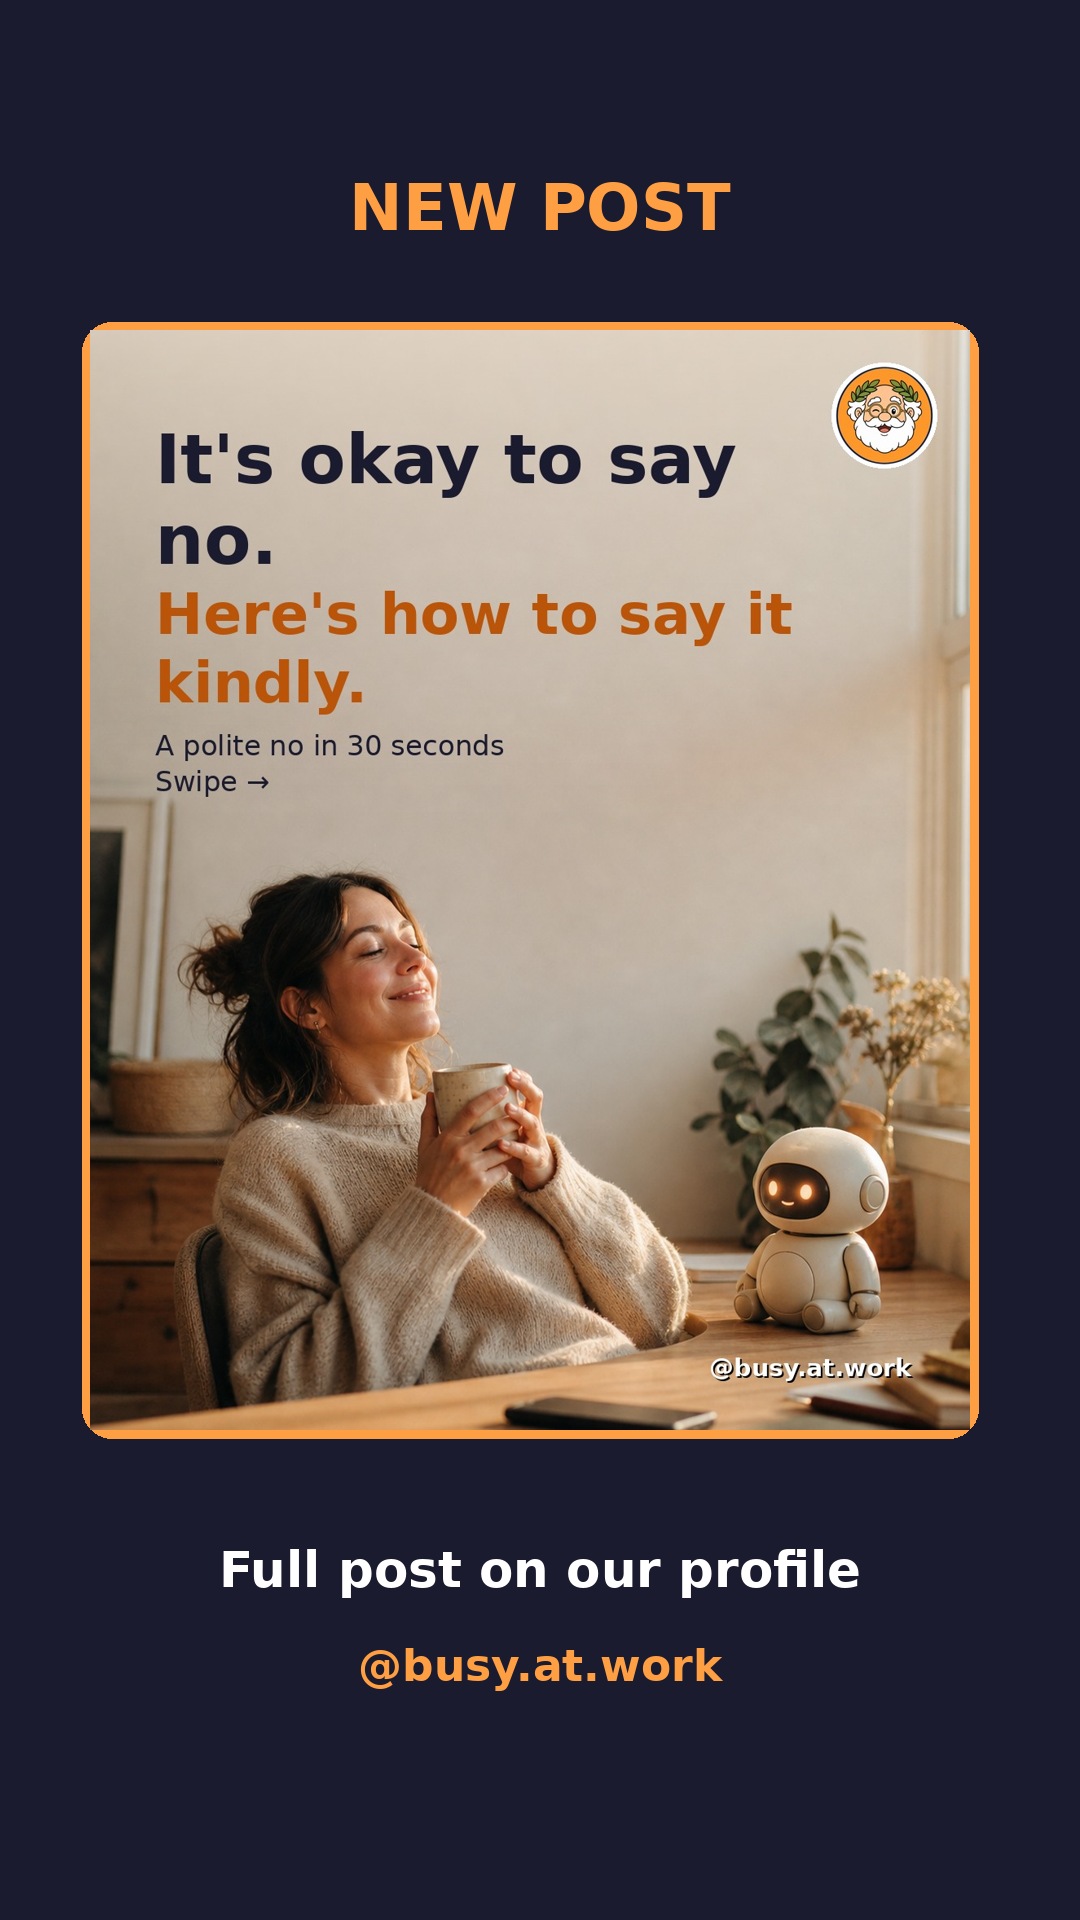 NEW POST
It's okay to say
no.
Here's how to say it
kindly.
A polite no in 30 seconds
Swipe →
@busy.at.work
Full post on our profile
@busy.at.work